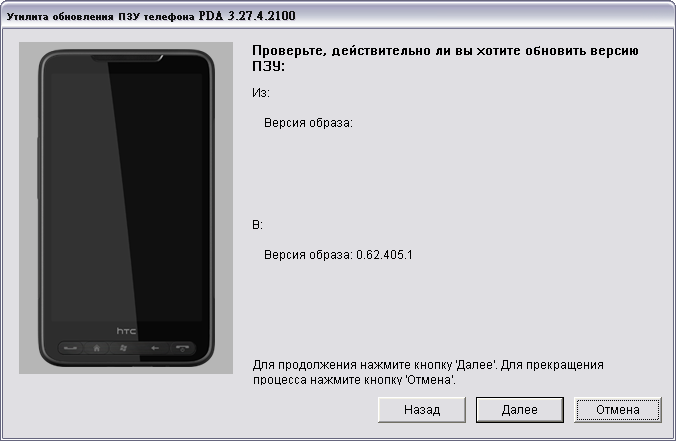 Утилита обновления ПЗУ телефона PDA 3.27.4.2100
Проверьте, действительно ли вы хотите обновить версию
ПЗУ:
Из:
Версия образа:
В:
Версия образа: 0.62.405.1
hTC
Для продолжения нажмите кнопку 'Далее'. Для прекращения
процесса нажмите кнопку 'Отмена'.
Назад
Далее
Отмена